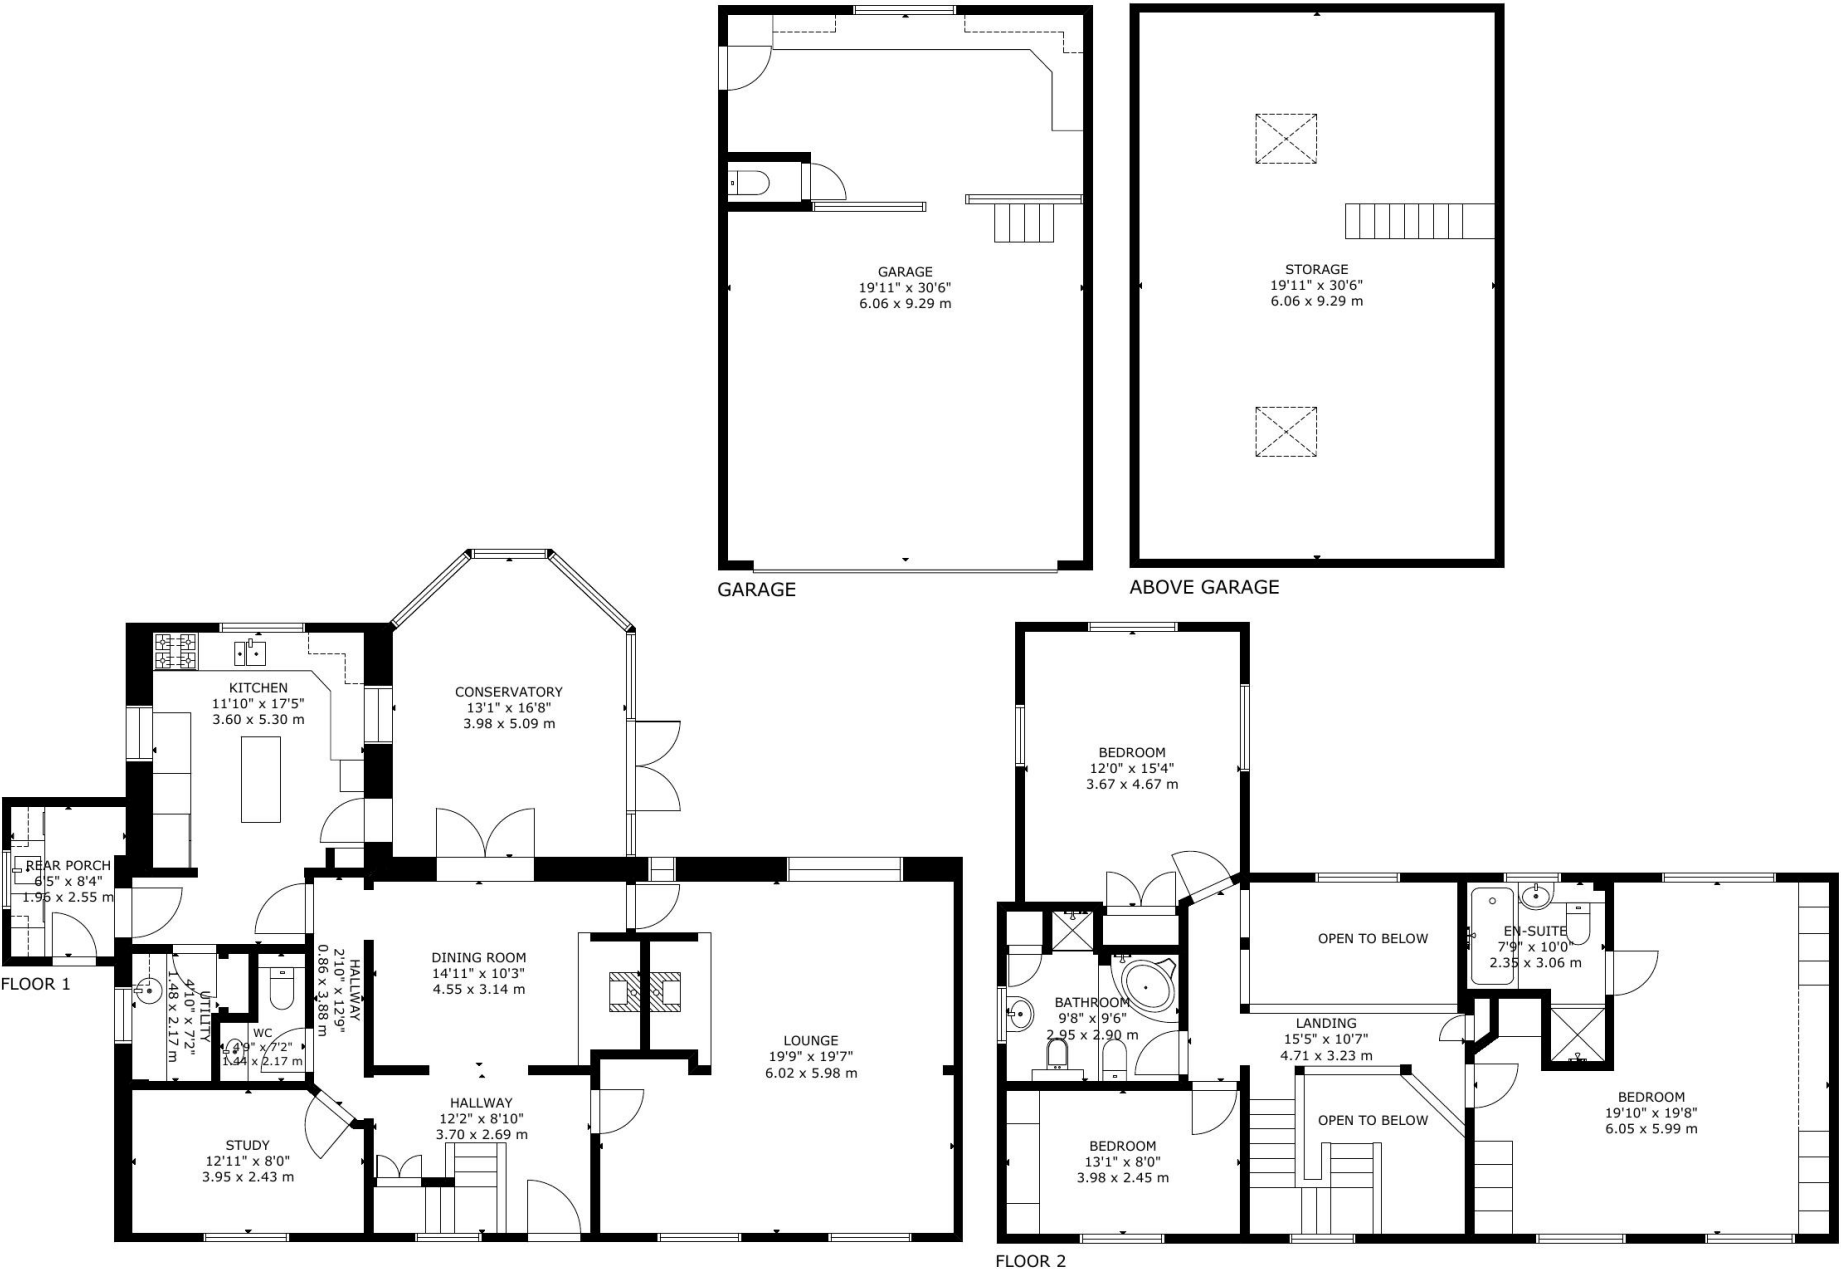 GARAGE
19'11" x 30'6"
6.06 x 9.29 m
STORAGE
19'11" x 30'6"
6.06 x 9.29 m
GARAGE
ABOVE GARAGE
KITCHEN
11'10" x 17'5"
3.60 x 5.30 m
CONSERVATORY
13'1" x 16'8"
3.98 x 5.09 m
REAR PORCH
6'5" x 8'4"
1.96 x 2.55 m
DINING ROOM
14'11" x 10'3"
4.55 x 3.14 m
HALLWAY
2'10" x 12'9"
0.86 x 3.88 m
UTILITY
4'10" x 7'2"
1.48 x 2.17 m
WC
4'9" x 7'2"
1.44 x 2.17 m
LOUNGE
19'9" x 19'7"
6.02 x 5.98 m
HALLWAY
12'2" x 8'10"
3.70 x 2.69 m
STUDY
12'11" x 8'0"
3.95 x 2.43 m
FLOOR 1
BEDROOM
12'0" x 15'4"
3.67 x 4.67 m
OPEN TO BELOW
EN-SUITE
7'9" x 10'0"
2.35 x 3.06 m
BATHROOM
9'8" x 9'6"
2.95 x 2.90 m
LANDING
15'5" x 10'7"
4.71 x 3.23 m
BEDROOM
19'10" x 19'8"
6.05 x 5.99 m
OPEN TO BELOW
BEDROOM
13'1" x 8'0"
3.98 x 2.45 m
FLOOR 2